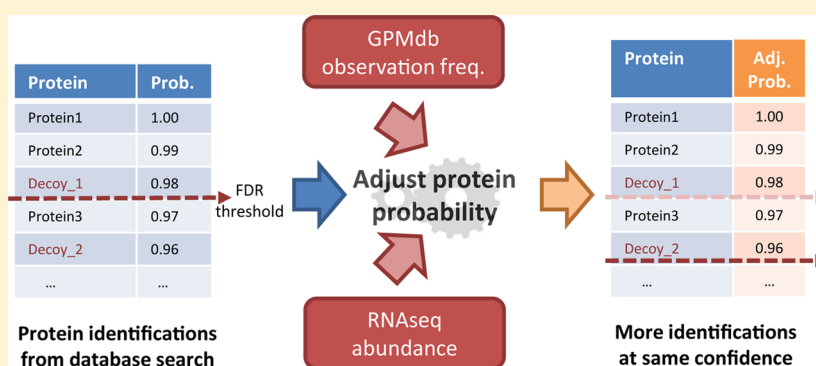 GPMdb
observation freq.
Protein Prob.
Protein1 1.00
Protein2 0.99
Decoy_1 0.98
Protein3 0.97
Decoy_2 0.96
... ...
FDR
threshold
Protein identifications
from database search
Adjust protein
probability
RNAseq
abundance
Protein Adj.
Prob.
Protein1 1.00
Protein2 0.99
Decoy_1 0.98
Protein3 0.97
Decoy_2 0.96
... ...
More identifications
at same confidence